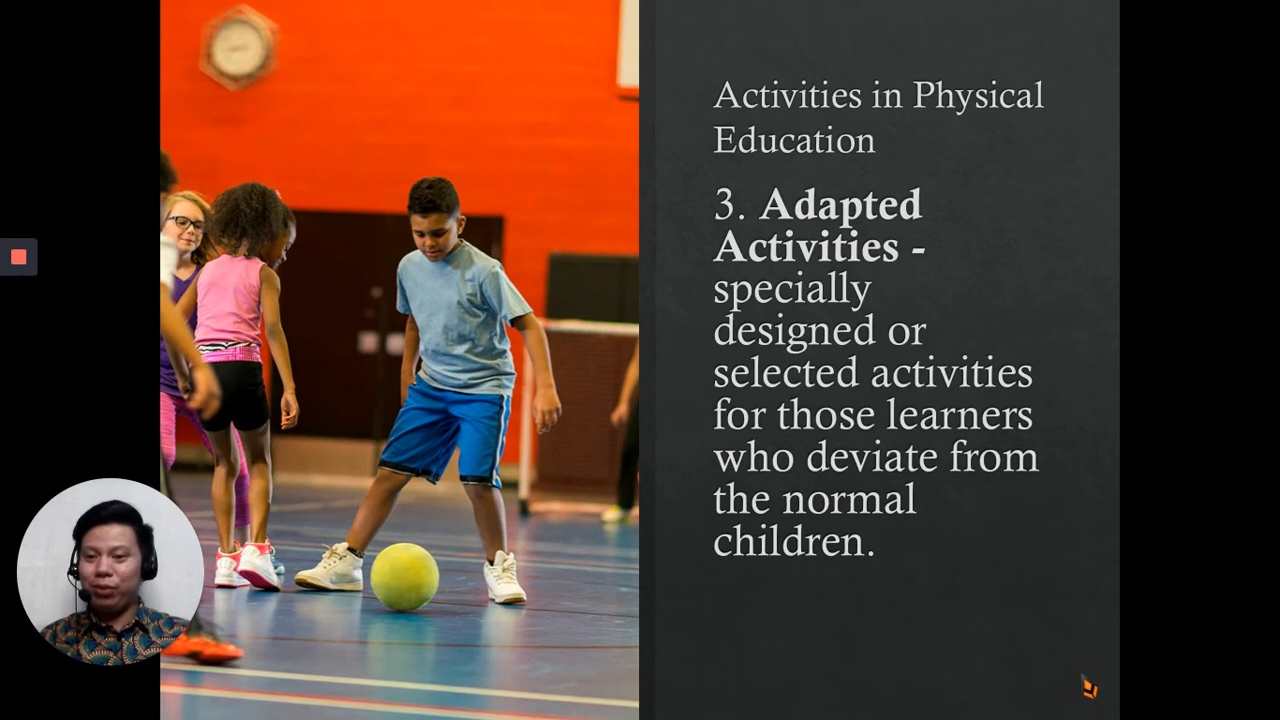 Activities in Physical
Education
3. Adapted
Activities -
specially
designed or
selected activities
for those learners
who deviate from
the normal
children.